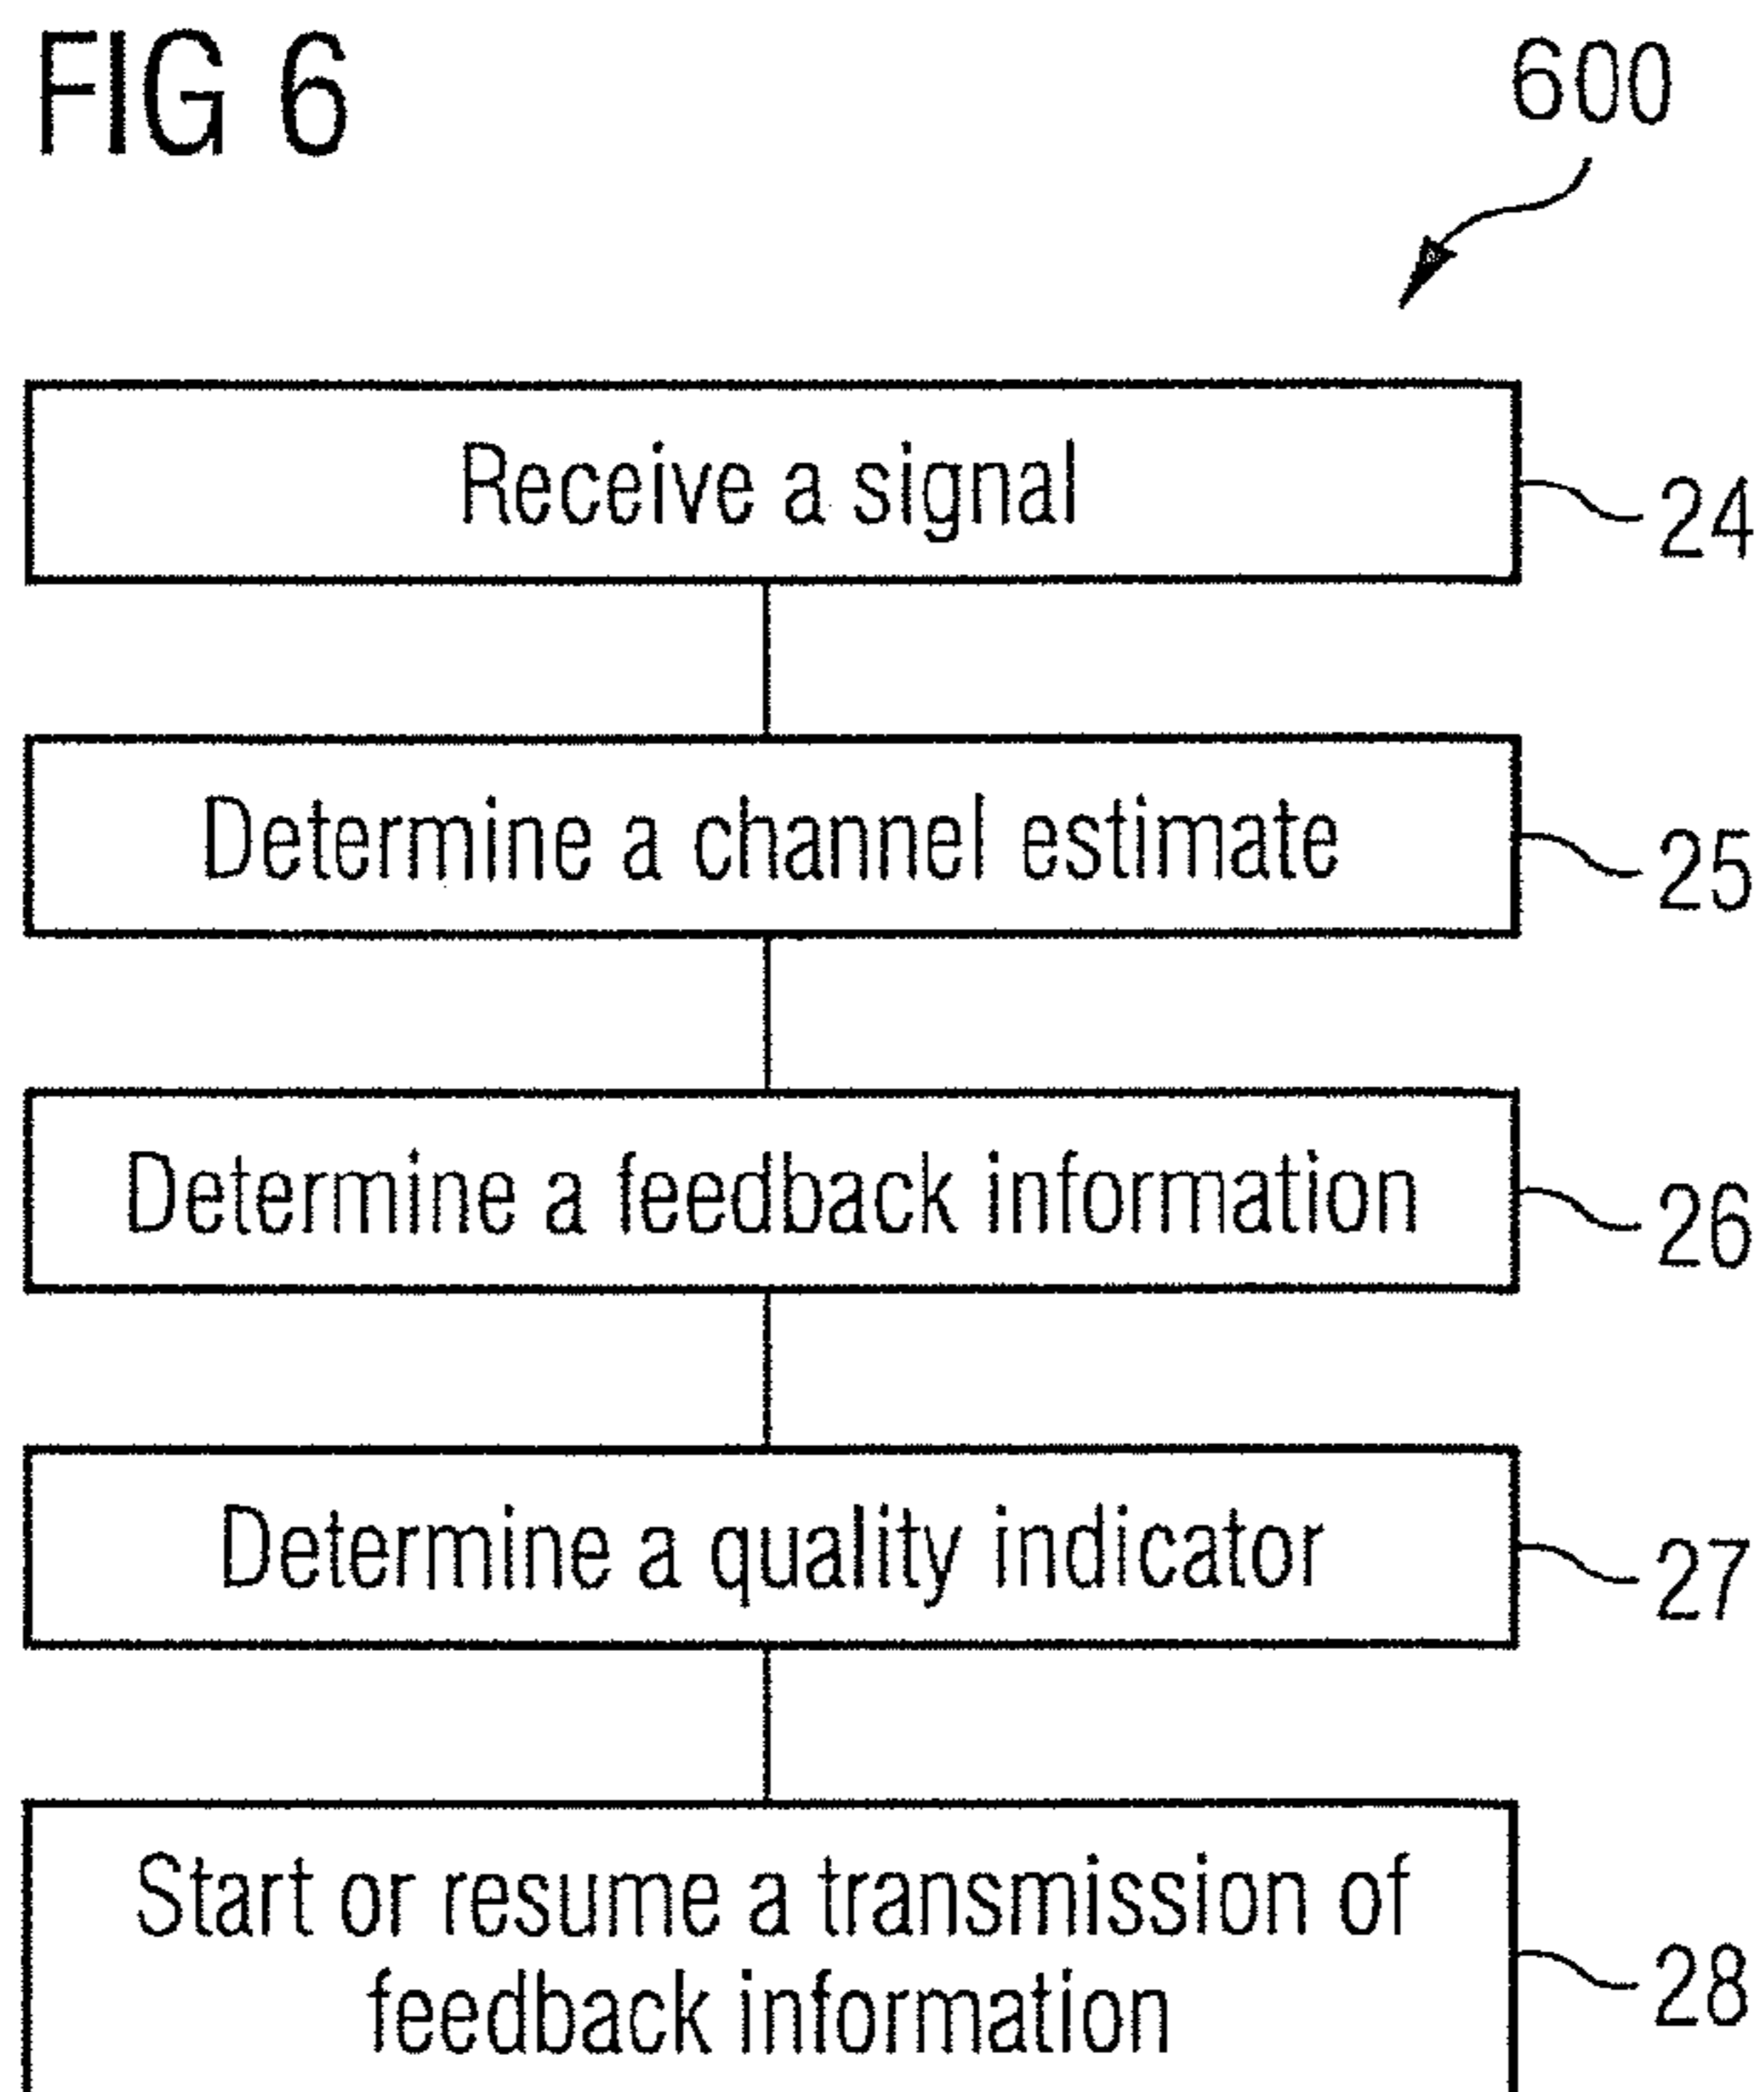 FIG 6
600
Receive a signal
24
Determine a channel estimate
25
Determine a feedback information
26
Determine a quality indicator
27
Start or resume a transmission of
feedback information
28